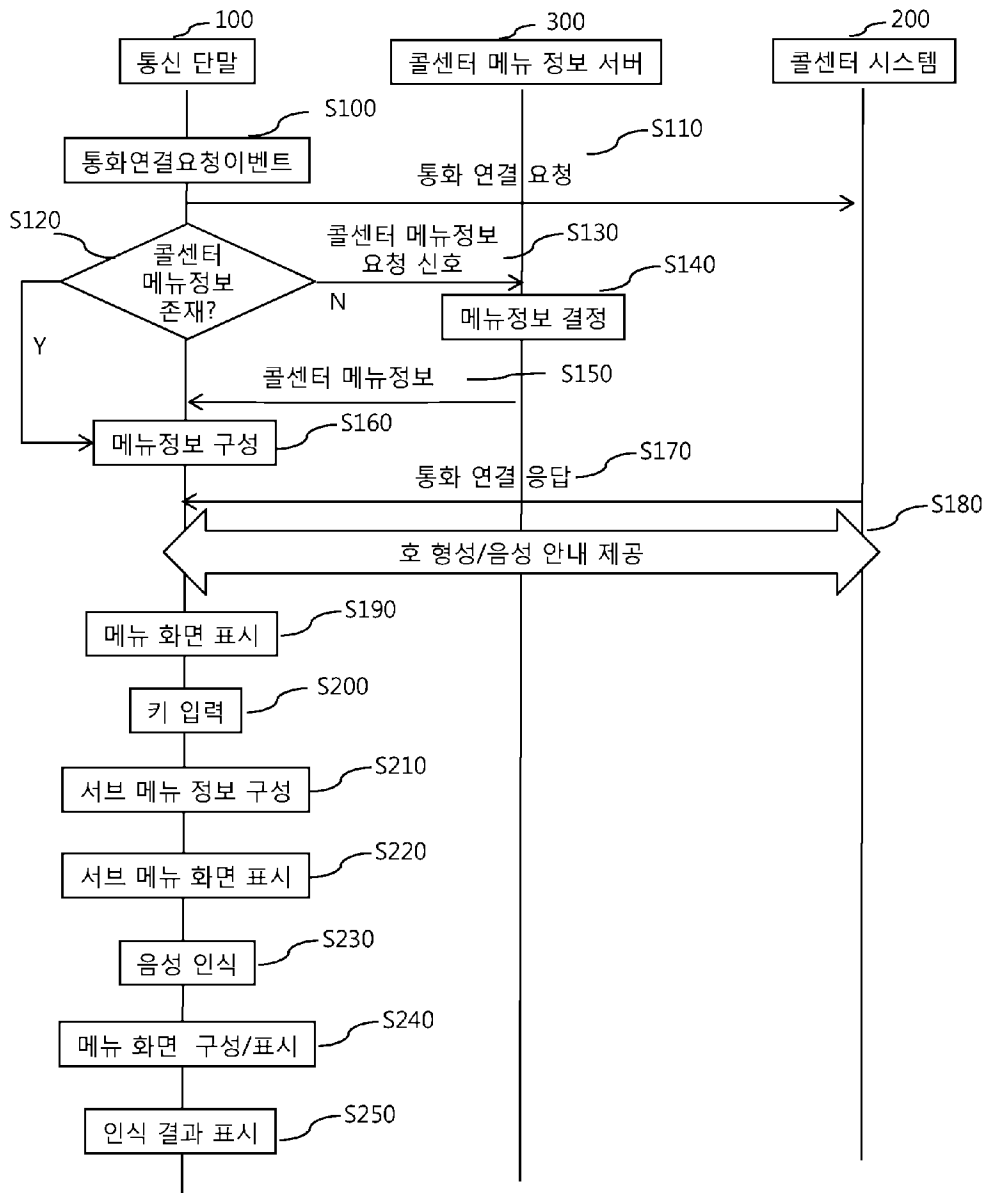 100
300
200
통신 단말
콜센터 메뉴 정보 서버
콜센터 시스템
S100
통화연결요청이벤트
S110
통화 연결 요청
S120
콜센터
메뉴정보
존재?
콜센터 메뉴정보
요청 신호
S130
N
S140
메뉴정보 결정
Y
콜센터 메뉴정보
S150
S160
메뉴정보 구성
통화 연결 응답
S170
S180
호 형성/음성 안내 제공
S190
메뉴 화면 표시
S200
키 입력
S210
서브 메뉴 정보 구성
S220
서브 메뉴 화면 표시
S230
음성 인식
S240
메뉴 화면 구성/표시
S250
인식 결과 표시